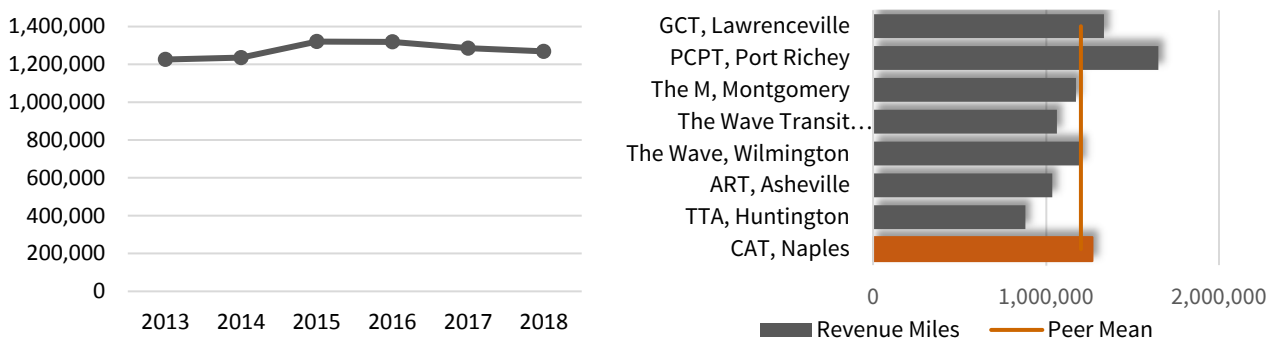 1,400,000
1,200,000
1,000,000
800,000
600,000
400,000
200,000
0
2013 2014 2015 2016 2017 2018
GCT, Lawrenceville
PCPT, Port Richey
The M, Montgomery
The Wave Transit…
The Wave, Wilmington
ART, Asheville
TTA, Huntington
CAT, Naples
0 1,000,000 2,000,000
Revenue Miles Peer Mean